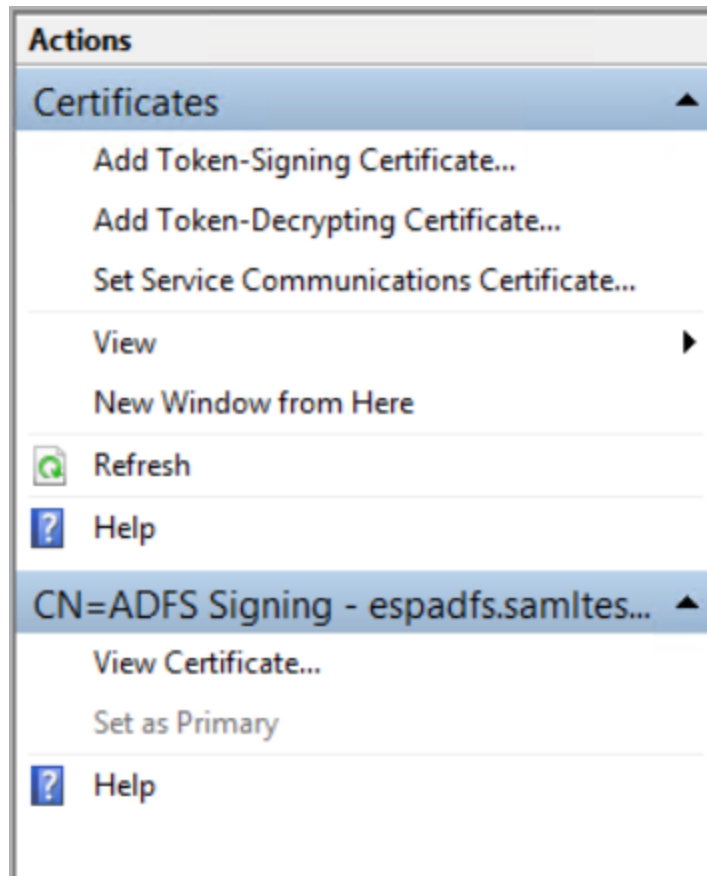 Actions
Certificates
Add Token-Signing Certificate...
Add Token-Decrypting Certificate...
Set Service Communications Certificate...
View
New Window from Here
Refresh
Help
CN=ADFS Signing - espadfs.samltes...
View Certificate...
Set as Primary
Help